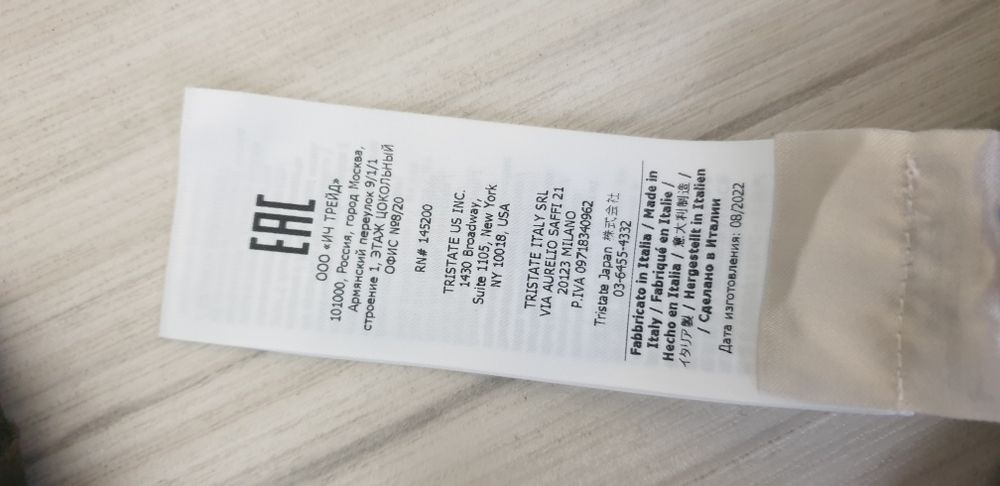 EAC
ООО «ИЧ ТРЕЙД»
101000, Россия, город Москва,
Армянский переулок 9/1/1
строение 1, ЭТАЖ ЦОКОЛЬНЫЙ
ОФИС №8/20
RN# 145200
TRISTATE US INC.
1430 Broadway,
Suite 1105, New York
NY 10018, USA
TRISTATE ITALY SRL
VIA AURELIO SAFFI 21
20123 MILANO
P.IVA 09718340962
Tristate Japan 株式会社
03-6455-4332
Fabbricato in Italia / Made in
Italy / Fabriqué en Italie /
Hecho en Italia / 意大利制造 /
イタリア製 / Hergestellt in Italien
/ Сделано в Италии
Дата изготовления: 08/2022